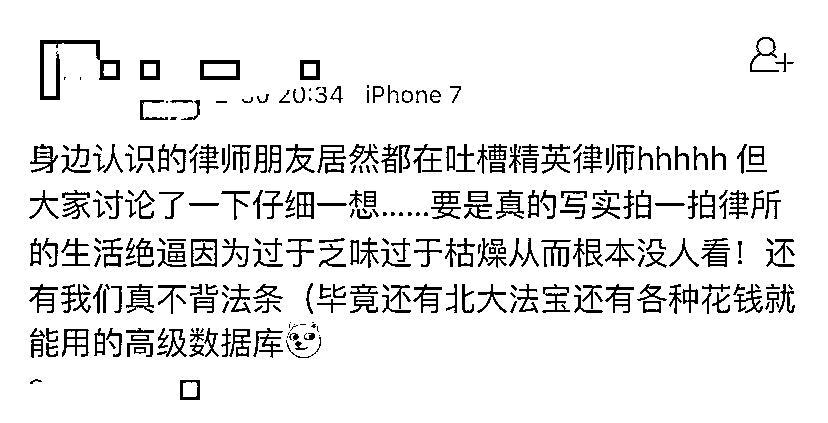 20:34 iPhone 7
身边认识的律师朋友居然都在吐槽精英律师hhhhh 但
大家讨论了一下仔细一想......要是真的写实拍一拍律所
的生活绝逼因为过于乏味过于枯燥从而根本没人看！还
有我们真不背法条（毕竟还有北大法宝还有各种花钱就
能用的高级数据库